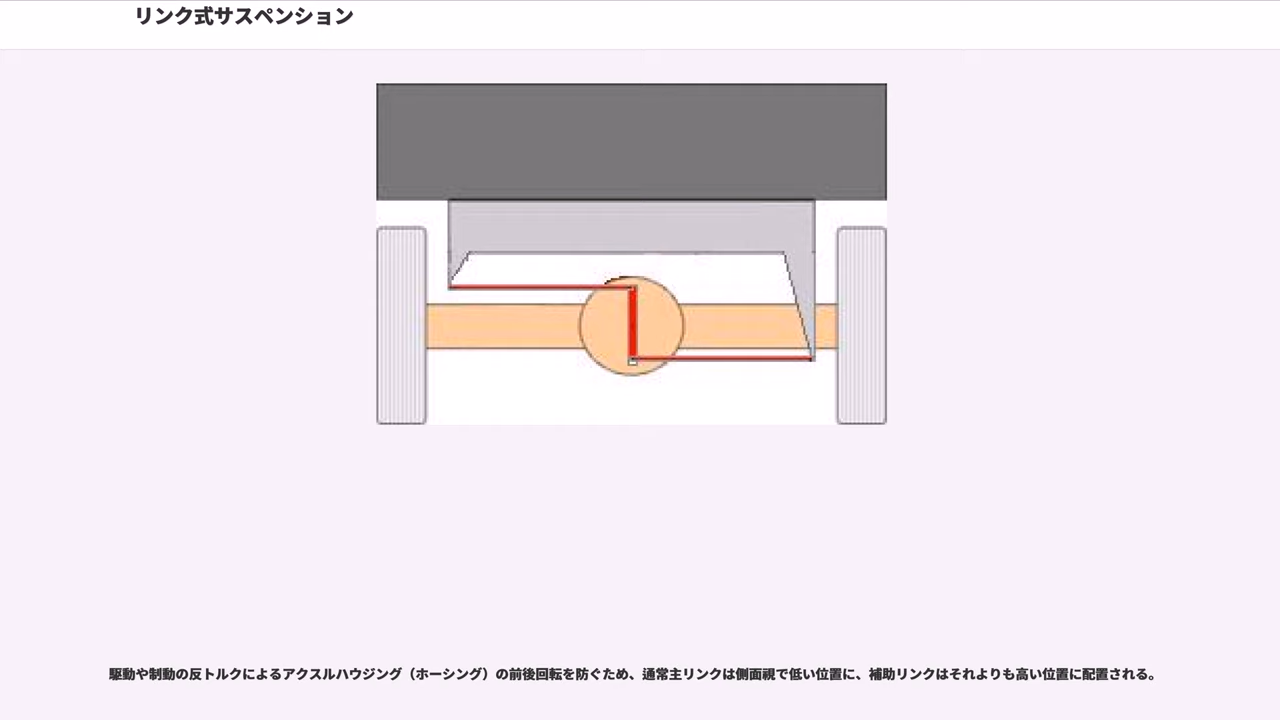 リンク式サスペンション
駆動や制動の反トルクによるアクスルハウジング（ホーシング）の前後回転を防ぐため、通常主リンクは側面視で低い位置に、補助リンクはそれよりも高い位置に配置される。